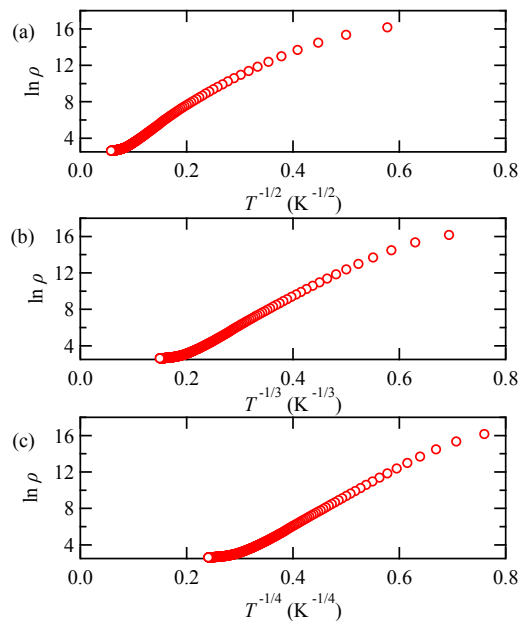 (a)
16
12
8
4
ln ρ
0.0 0.2 0.4 0.6 0.8
T^{-1/2} (K^{-1/2})
(b)
16
12
8
4
ln ρ
0.0 0.2 0.4 0.6 0.8
T^{-1/3} (K^{-1/3})
(c)
16
12
8
4
ln ρ
0.0 0.2 0.4 0.6 0.8
T^{-1/4} (K^{-1/4})